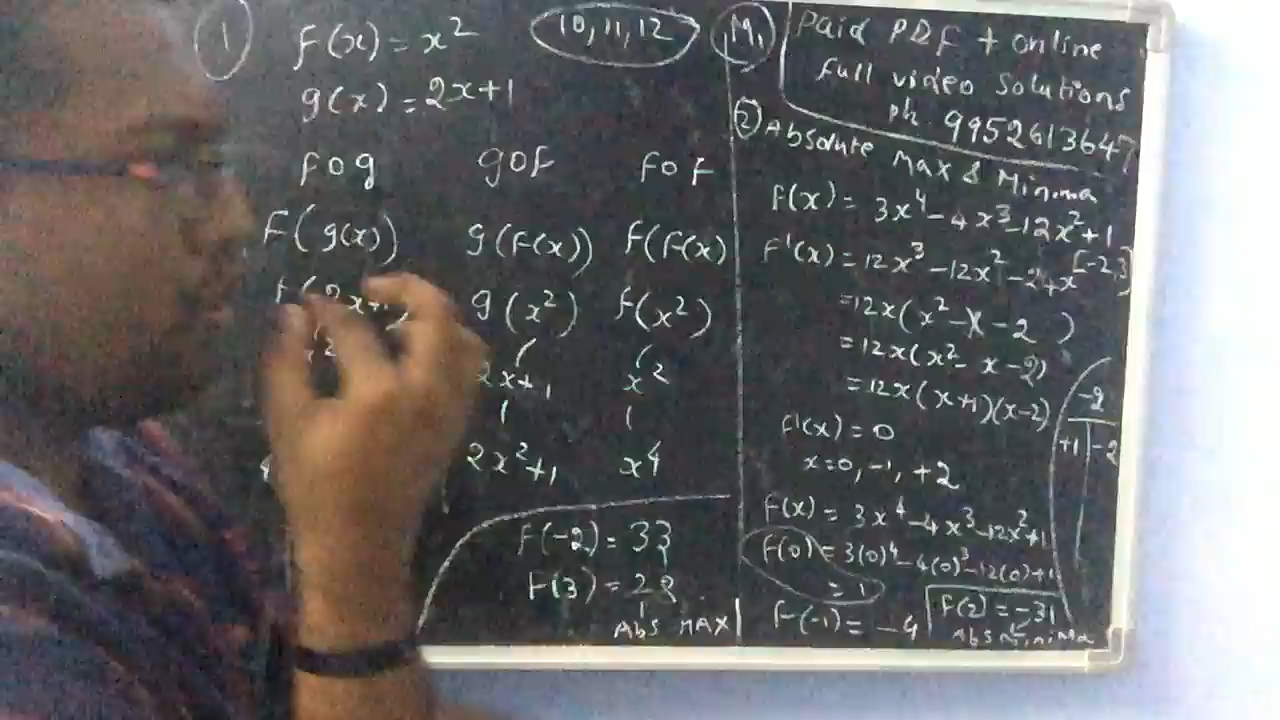 1
f(x) = x²
g(x) = 2x+1
10, 11, 12
fog gof fof
f(g(x)) g(f(x)) f(f(x)
g(x²) f(x²)
2x+1 x²
2x²+1 x⁴
F(-2) = 33
F(3) = 28
Abs MAX
M1
Paid PDF + online
full video solutions
ph. 9952613647
2) Absolute Max & Minima
f(x) = 3x⁴ - 4x³ - 12x² + 1
[-2,3]
F'(x) = 12x³ - 12x² - 24x
= 12x(x² - x - 2 )
= 12x(x² - x - 2)
= 12x(x+1)(x-2)
-2
+1 | -2
f'(x) = 0
x = 0, -1, +2
f(x) = 3x⁴ - 4x³ - 12x² + 1
f(0) = 3(0)⁴ - 4(0)³ - 12(0) + 1
= 1
F(-1) = -4
f(2) = -31
Abs Minima